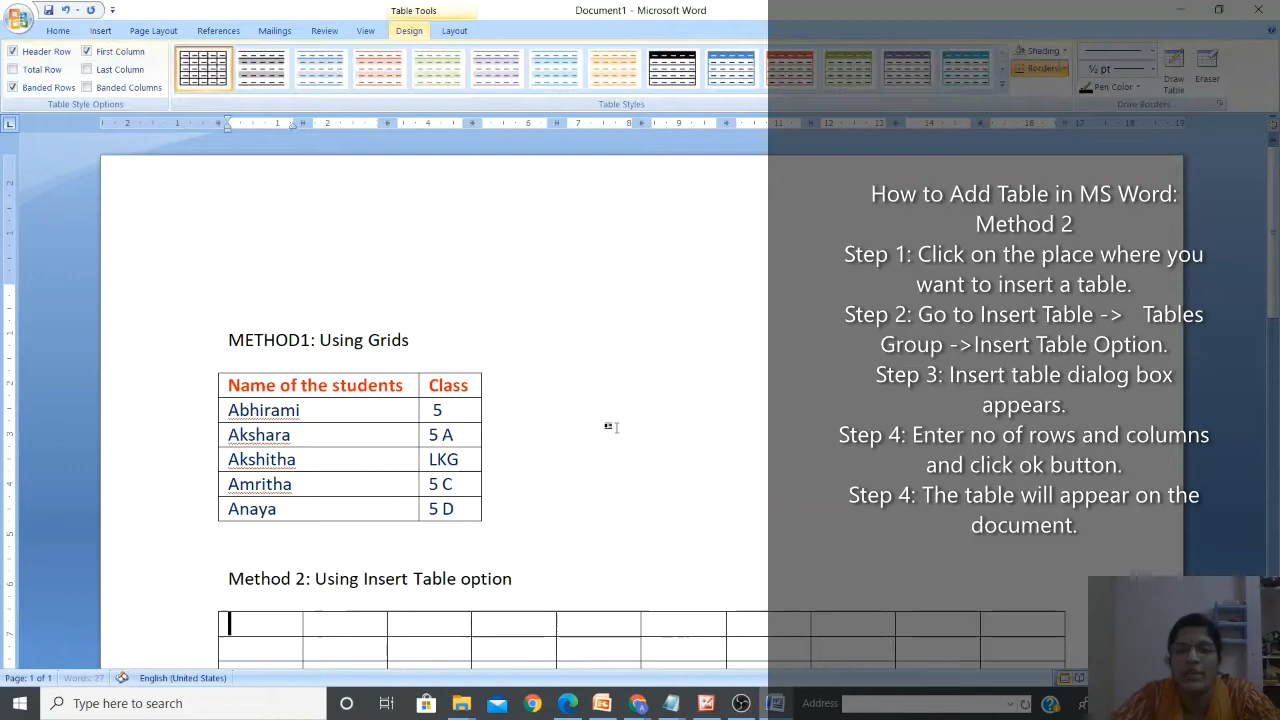 Table Tools
Document1 - Microsoft Word
Home Insert Page Layout References Mailings Review View Design Layout
Header Row First Column
Total Row Last Column
Banded Rows Banded Columns
Table Style Options
Table Styles
Shading
Borders
½ pt
Pen Color
Draw Table
Eraser
Draw Borders
METHOD1: Using Grids
Name of the students Class
Abhirami 5
Akshara 5 A
Akshitha LKG
Amritha 5 C
Anaya 5 D
Method 2: Using Insert Table option
How to Add Table in MS Word:
Method 2
Step 1: Click on the place where you
want to insert a table.
Step 2: Go to Insert Table -> Tables
Group ->Insert Table Option.
Step 3: Insert table dialog box
appears.
Step 4: Enter no of rows and columns
and click ok button.
Step 4: The table will appear on the
document.
Page: 1 of 1 Words: 27 English (United States)
Type here to search
Address